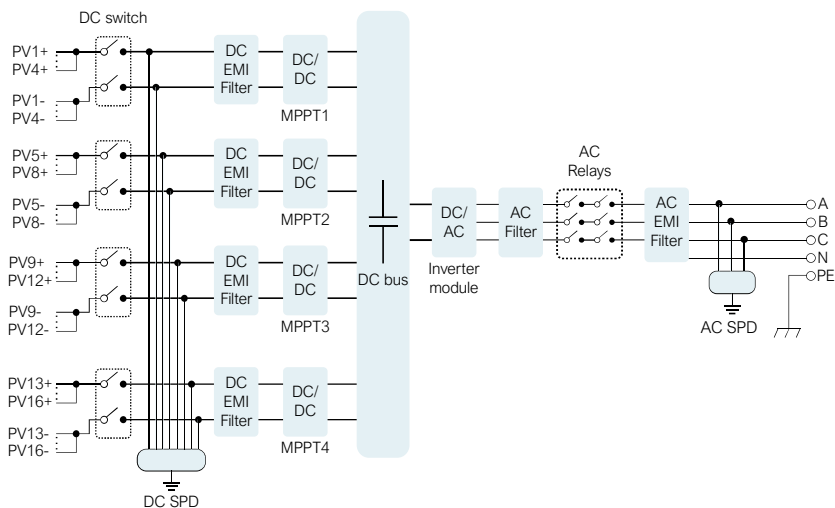 DC switch
PV1+
PV4+
PV1-
PV4-
DC
EMI
Filter
DC/
DC
MPPT1
PV5+
PV8+
PV5-
PV8-
DC
EMI
Filter
DC/
DC
MPPT2
PV9+
PV12+
PV9-
PV12-
DC
EMI
Filter
DC/
DC
MPPT3
PV13+
PV16+
PV13-
PV16-
DC
EMI
Filter
DC/
DC
MPPT4
DC SPD
DC bus
DC/
AC
Inverter
module
AC
Filter
AC
Relays
AC
EMI
Filter
A
B
C
N
PE
AC SPD